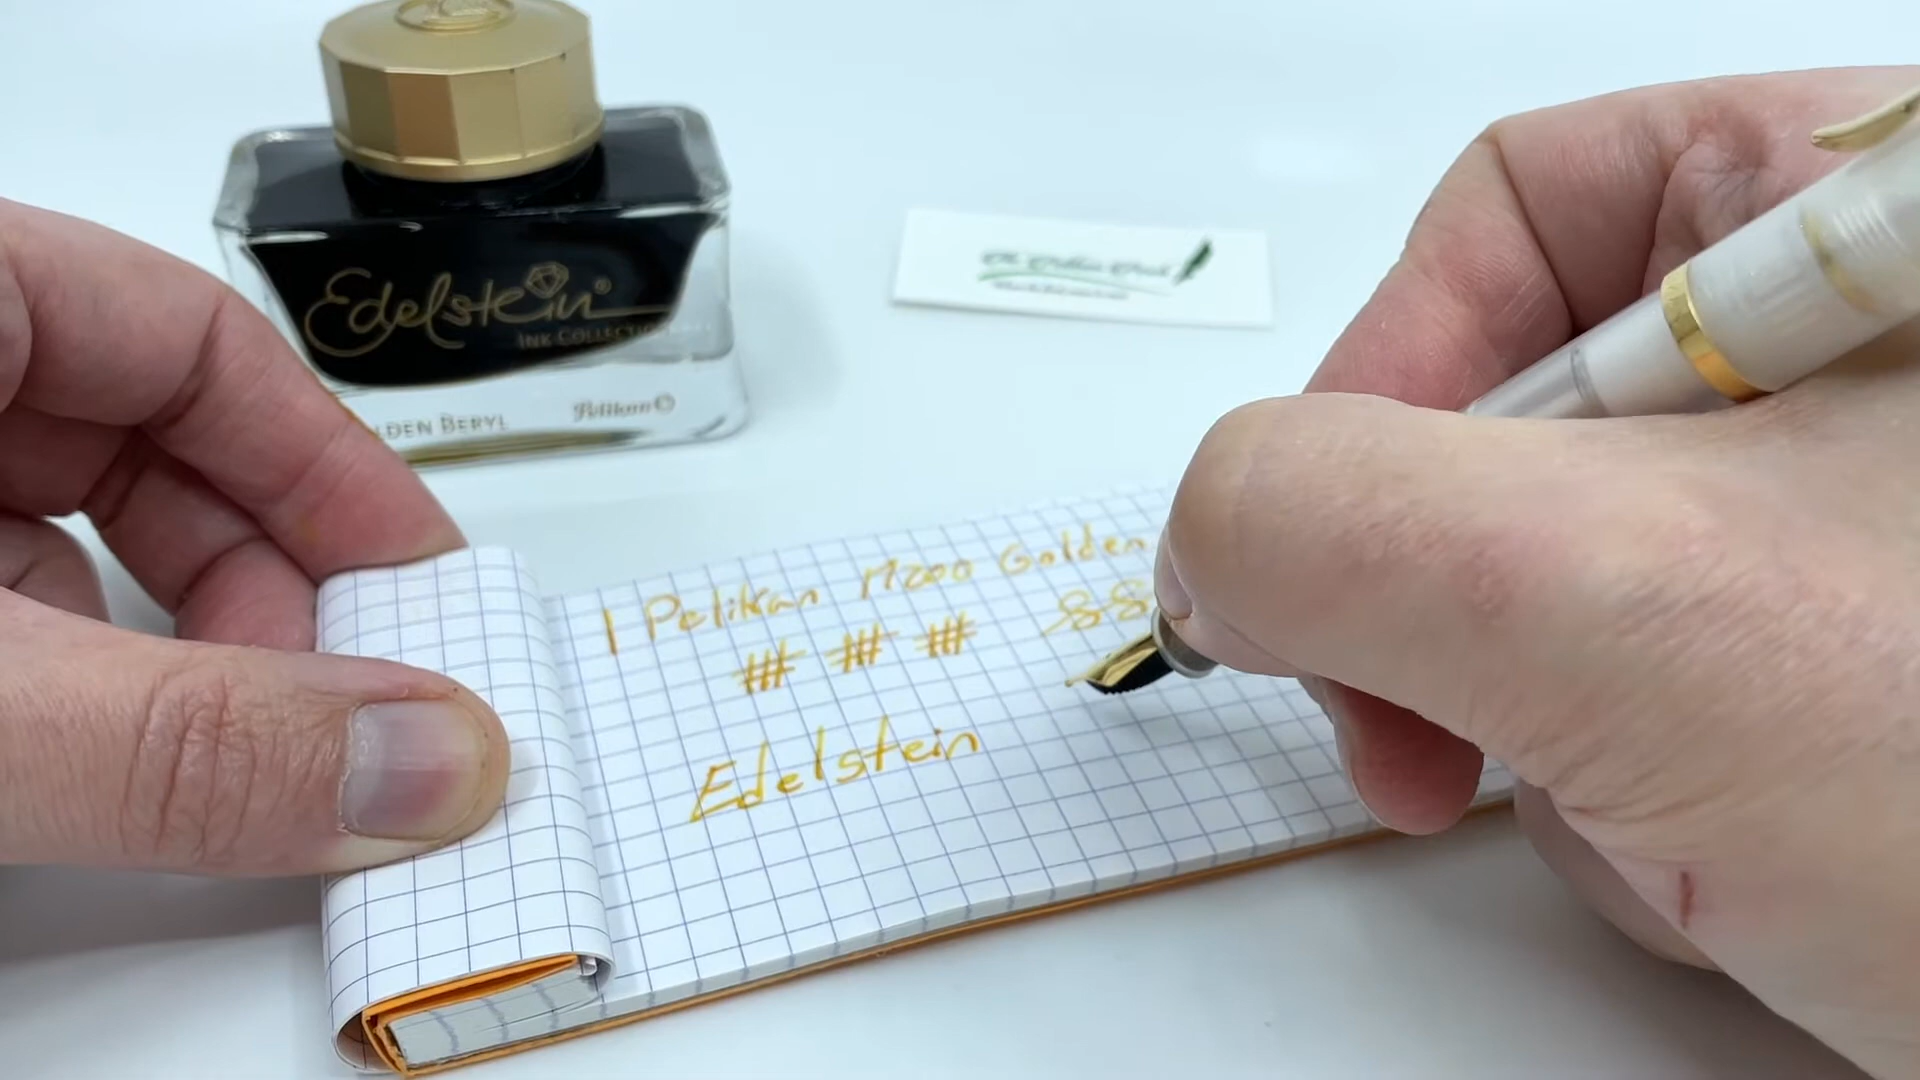 Edelstein®
INK COLLECTION
LDEN BERYL
Pelikan
| Pelikan M200 Golden
### ### ###
Edelstein